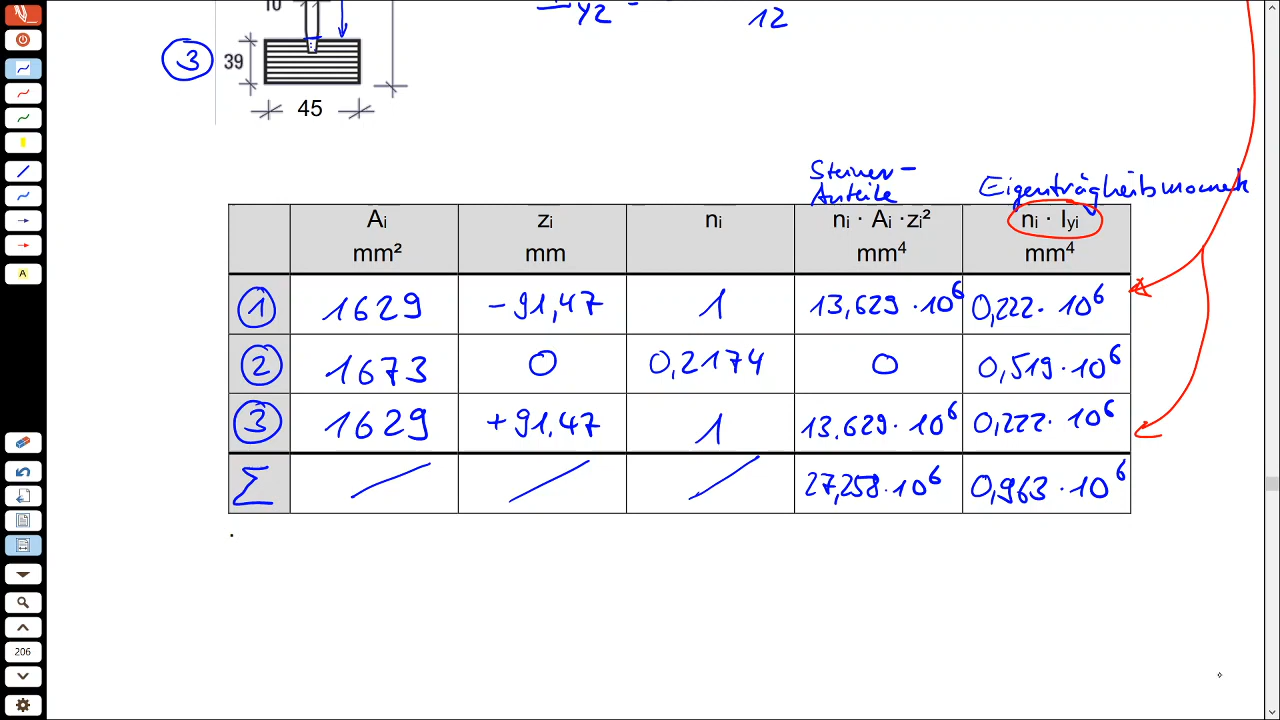 10
I y2 =
12
3
39
45
Steiner-
Anteile
Eigenträgheitsmoment
Ai
mm²
zi
mm
ni
ni · Ai · zi²
mm⁴
ni · Iyi
mm⁴
1 1629 -91,47 1 13,629 · 10⁶ 0,222 · 10⁶
2 1673 0 0,2174 0 0,519 · 10⁶
3 1629 +91,47 1 13,629 · 10⁶ 0,222 · 10⁶
Σ 27,258 · 10⁶ 0,963 · 10⁶
.
A
206